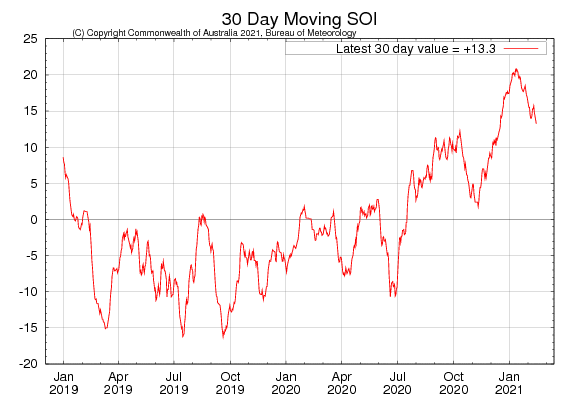 30 Day Moving SOI
(C) Copyright Commonwealth of Australia 2021, Bureau of Meteorology
Latest 30 day value = +13.3
25
20
15
10
5
0
-5
-10
-15
-20
Jan Apr Jul Oct Jan Apr Jul Oct Jan
2019 2019 2019 2019 2020 2020 2020 2020 2021